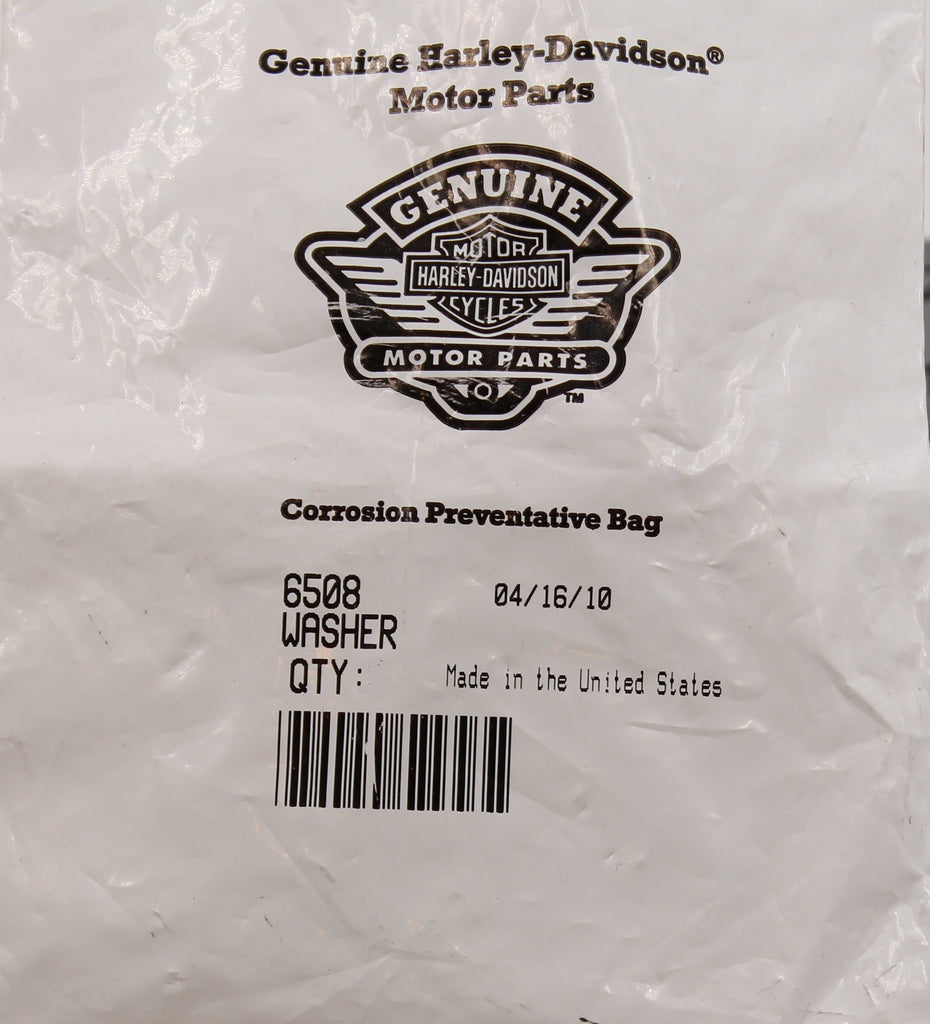 Genuine Harley-Davidson®
Motor Parts
GENUINE
MOTOR
HARLEY-DAVIDSON
CYCLES
MOTOR PARTS
Q
TM
Corrosion Preventative Bag
6508 04/16/10
WASHER
QTY: Made in the United States